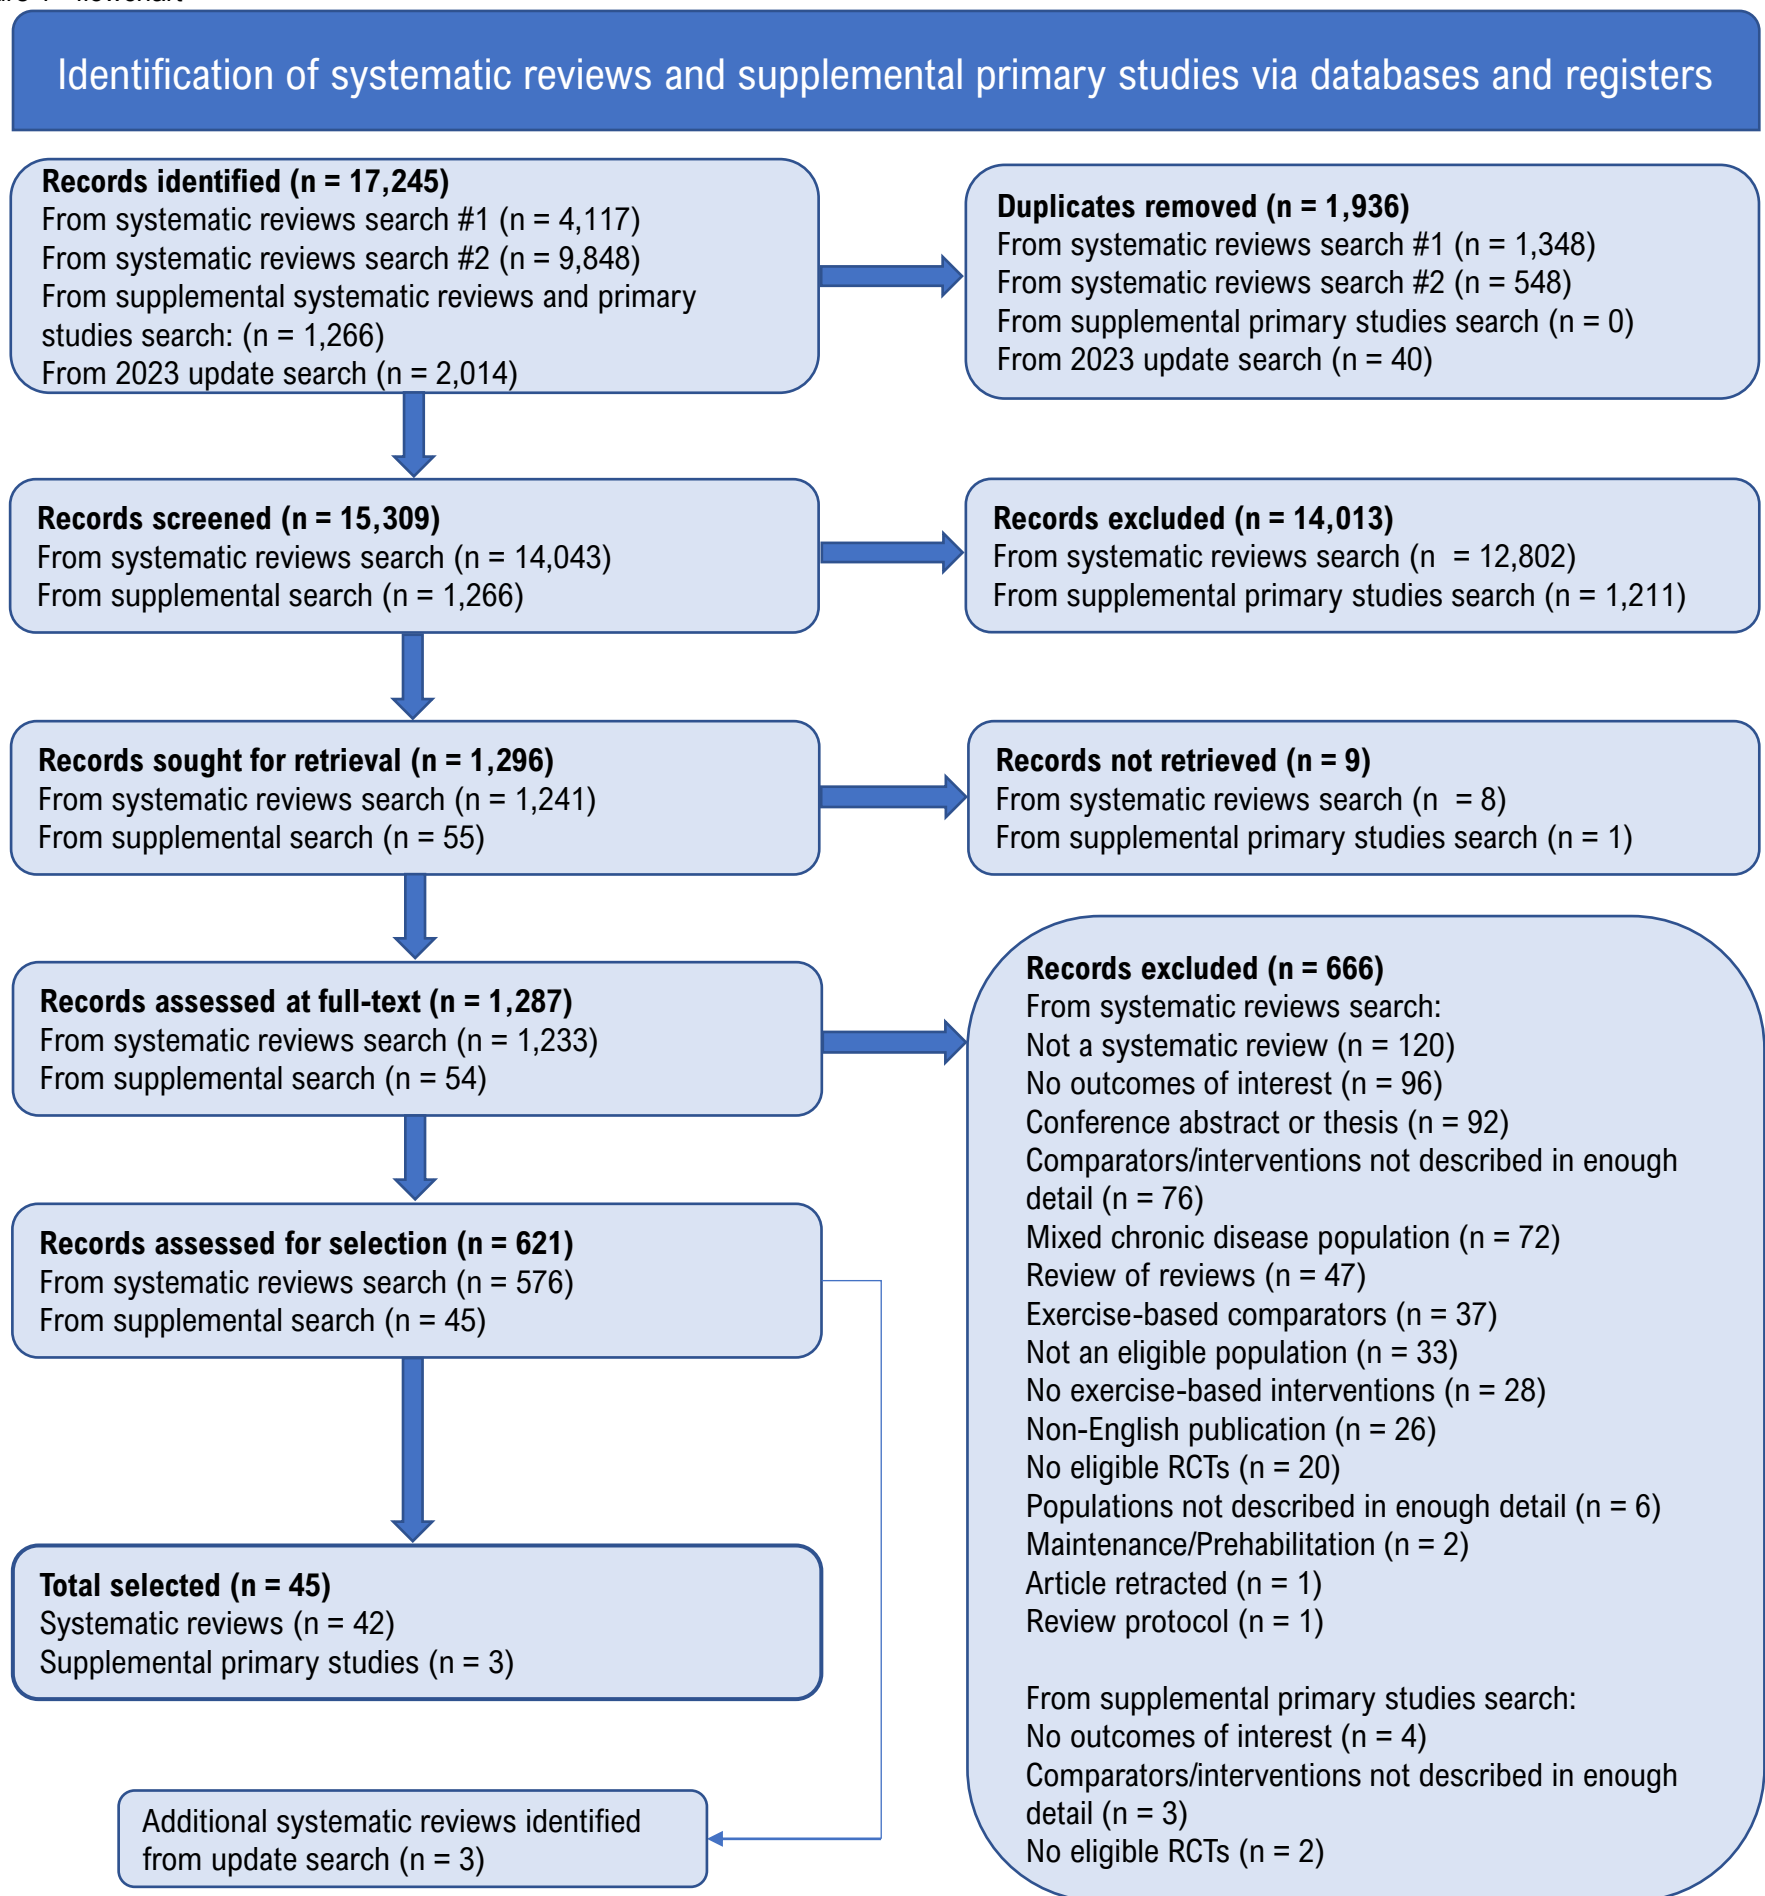 Identification of systematic reviews and supplemental primary studies via databases and registers
Records identified (n = 17,245)
From systematic reviews search #1 (n = 4,117)
From systematic reviews search #2 (n = 9,848)
From supplemental systematic reviews and primary
studies search: (n = 1,266)
From 2023 update search (n = 2,014)
Duplicates removed (n = 1,936)
From systematic reviews search #1 (n = 1,348)
From systematic reviews search #2 (n = 548)
From supplemental primary studies search (n = 0)
From 2023 update search (n = 40)
Records screened (n = 15,309)
From systematic reviews search (n = 14,043)
From supplemental search (n = 1,266)
Records excluded (n = 14,013)
From systematic reviews search (n = 12,802)
From supplemental primary studies search (n = 1,211)
Records sought for retrieval (n = 1,296)
From systematic reviews search (n = 1,241)
From supplemental search (n = 55)
Records not retrieved (n = 9)
From systematic reviews search (n = 8)
From supplemental primary studies search (n = 1)
Records assessed at full-text (n = 1,287)
From systematic reviews search (n = 1,233)
From supplemental search (n = 54)
Records excluded (n = 666)
From systematic reviews search:
Not a systematic review (n = 120)
No outcomes of interest (n = 96)
Conference abstract or thesis (n = 92)
Comparators/interventions not described in enough
detail (n = 76)
Mixed chronic disease population (n = 72)
Review of reviews (n = 47)
Exercise-based comparators (n = 37)
Not an eligible population (n = 33)
No exercise-based interventions (n = 28)
Non-English publication (n = 26)
No eligible RCTs (n = 20)
Populations not described in enough detail (n = 6)
Maintenance/Prehabilitation (n = 2)
Article retracted (n = 1)
Review protocol (n = 1)
From supplemental primary studies search:
No outcomes of interest (n = 4)
Comparators/interventions not described in enough
detail (n = 3)
No eligible RCTs (n = 2)
Records assessed for selection (n = 621)
From systematic reviews search (n = 576)
From supplemental search (n = 45)
Total selected (n = 45)
Systematic reviews (n = 42)
Supplemental primary studies (n = 3)
Additional systematic reviews identified
from update search (n = 3)